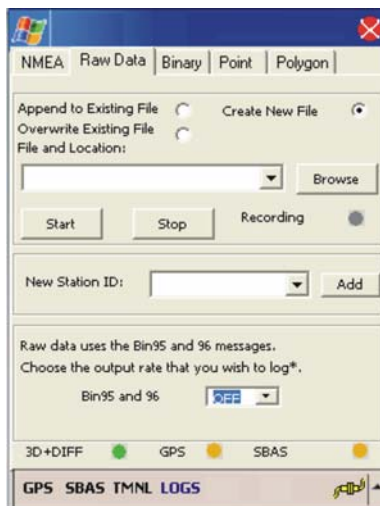 NMEA Raw Data Binary Point Polygon
Append to Existing File Create New File
Overwrite Existing File
File and Location:
Browse
Start Stop Recording
New Station ID: Add
Raw data uses the Bin95 and 96 messages.
Choose the output rate that you wish to log*.
Bin95 and 96 OFF
3D+DIFF GPS SBAS
GPS SBAS TMNL LOGS